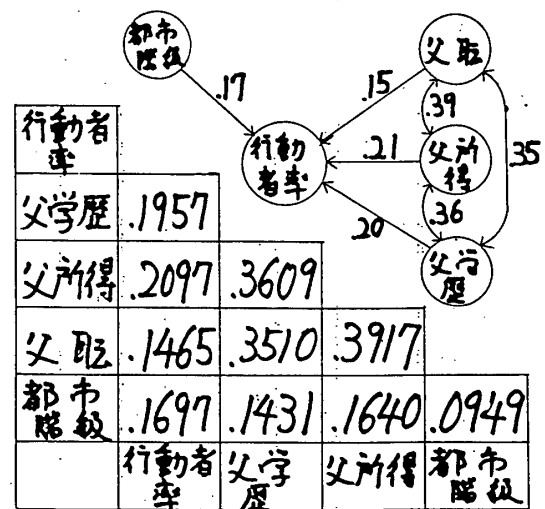 都市
階級
父職
.17
.15
.39
行動
者率
.21
父所
得
.35
.20
.36
父学
歴
行動者
率
父学歴 .1957
父所得 .2097 .3609
父職 .1465 .3510 .3917
都市
階級 .1697 .1431 .1640 .0949
行動者
率 父学
歴 父所得 都市
階級